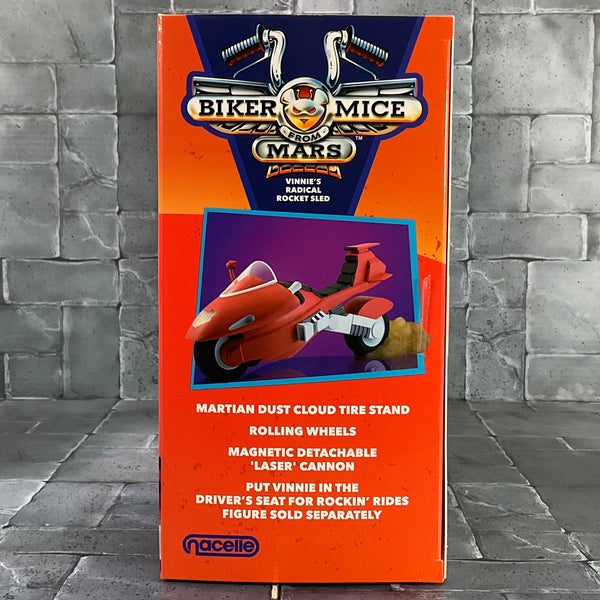 BIKER MICE
FROM
MARS™
VINNIE'S
RADICAL
ROCKET SLED
MARTIAN DUST CLOUD TIRE STAND
ROLLING WHEELS
MAGNETIC DETACHABLE
'LASER' CANNON
PUT VINNIE IN THE
DRIVER'S SEAT FOR ROCKIN' RIDES
FIGURE SOLD SEPARATELY
nacelle